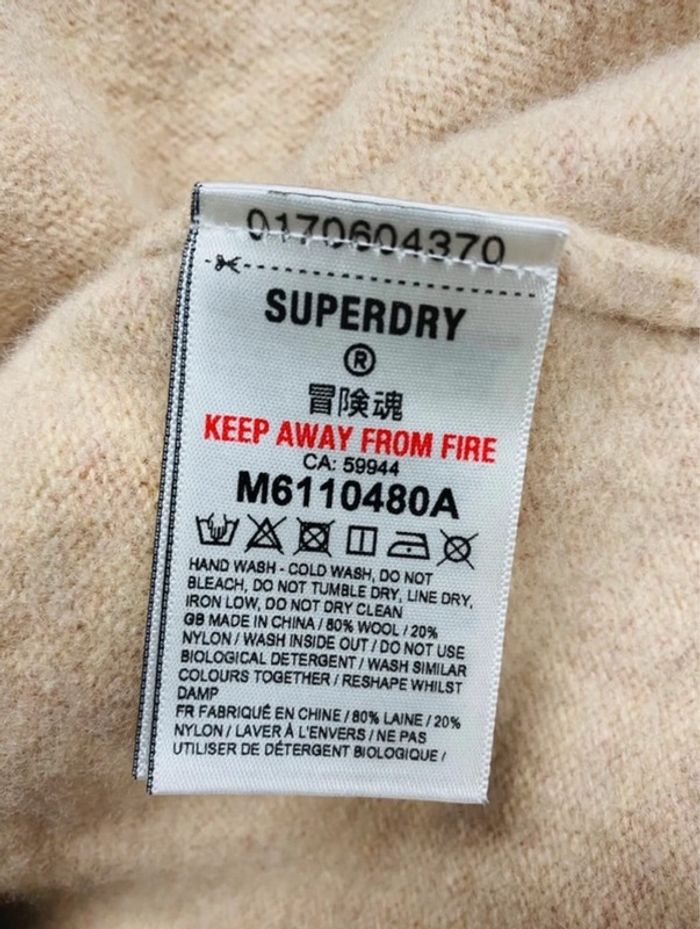 0170604370
SUPERDRY
®
冒険魂
KEEP AWAY FROM FIRE
CA: 59944
M6110480A
HAND WASH - COLD WASH, DO NOT
BLEACH, DO NOT TUMBLE DRY, LINE DRY,
IRON LOW, DO NOT DRY CLEAN
GB MADE IN CHINA / 80% WOOL / 20%
NYLON / WASH INSIDE OUT / DO NOT USE
BIOLOGICAL DETERGENT / WASH SIMILAR
COLOURS TOGETHER / RESHAPE WHILST
DAMP
FR FABRIQUÉ EN CHINE / 80% LAINE / 20%
NYLON / LAVER À L'ENVERS / NE PAS
UTILISER DE DÉTERGENT BIOLOGIQUE /